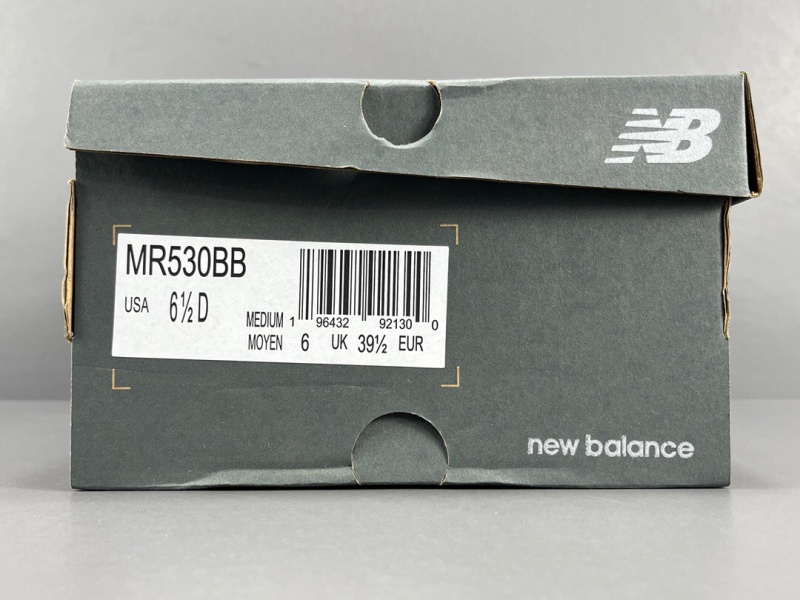 NB
MR530BB
USA 6½ D
MEDIUM 1 96432 92130 0
MOYEN 6 UK 39½ EUR
new balance